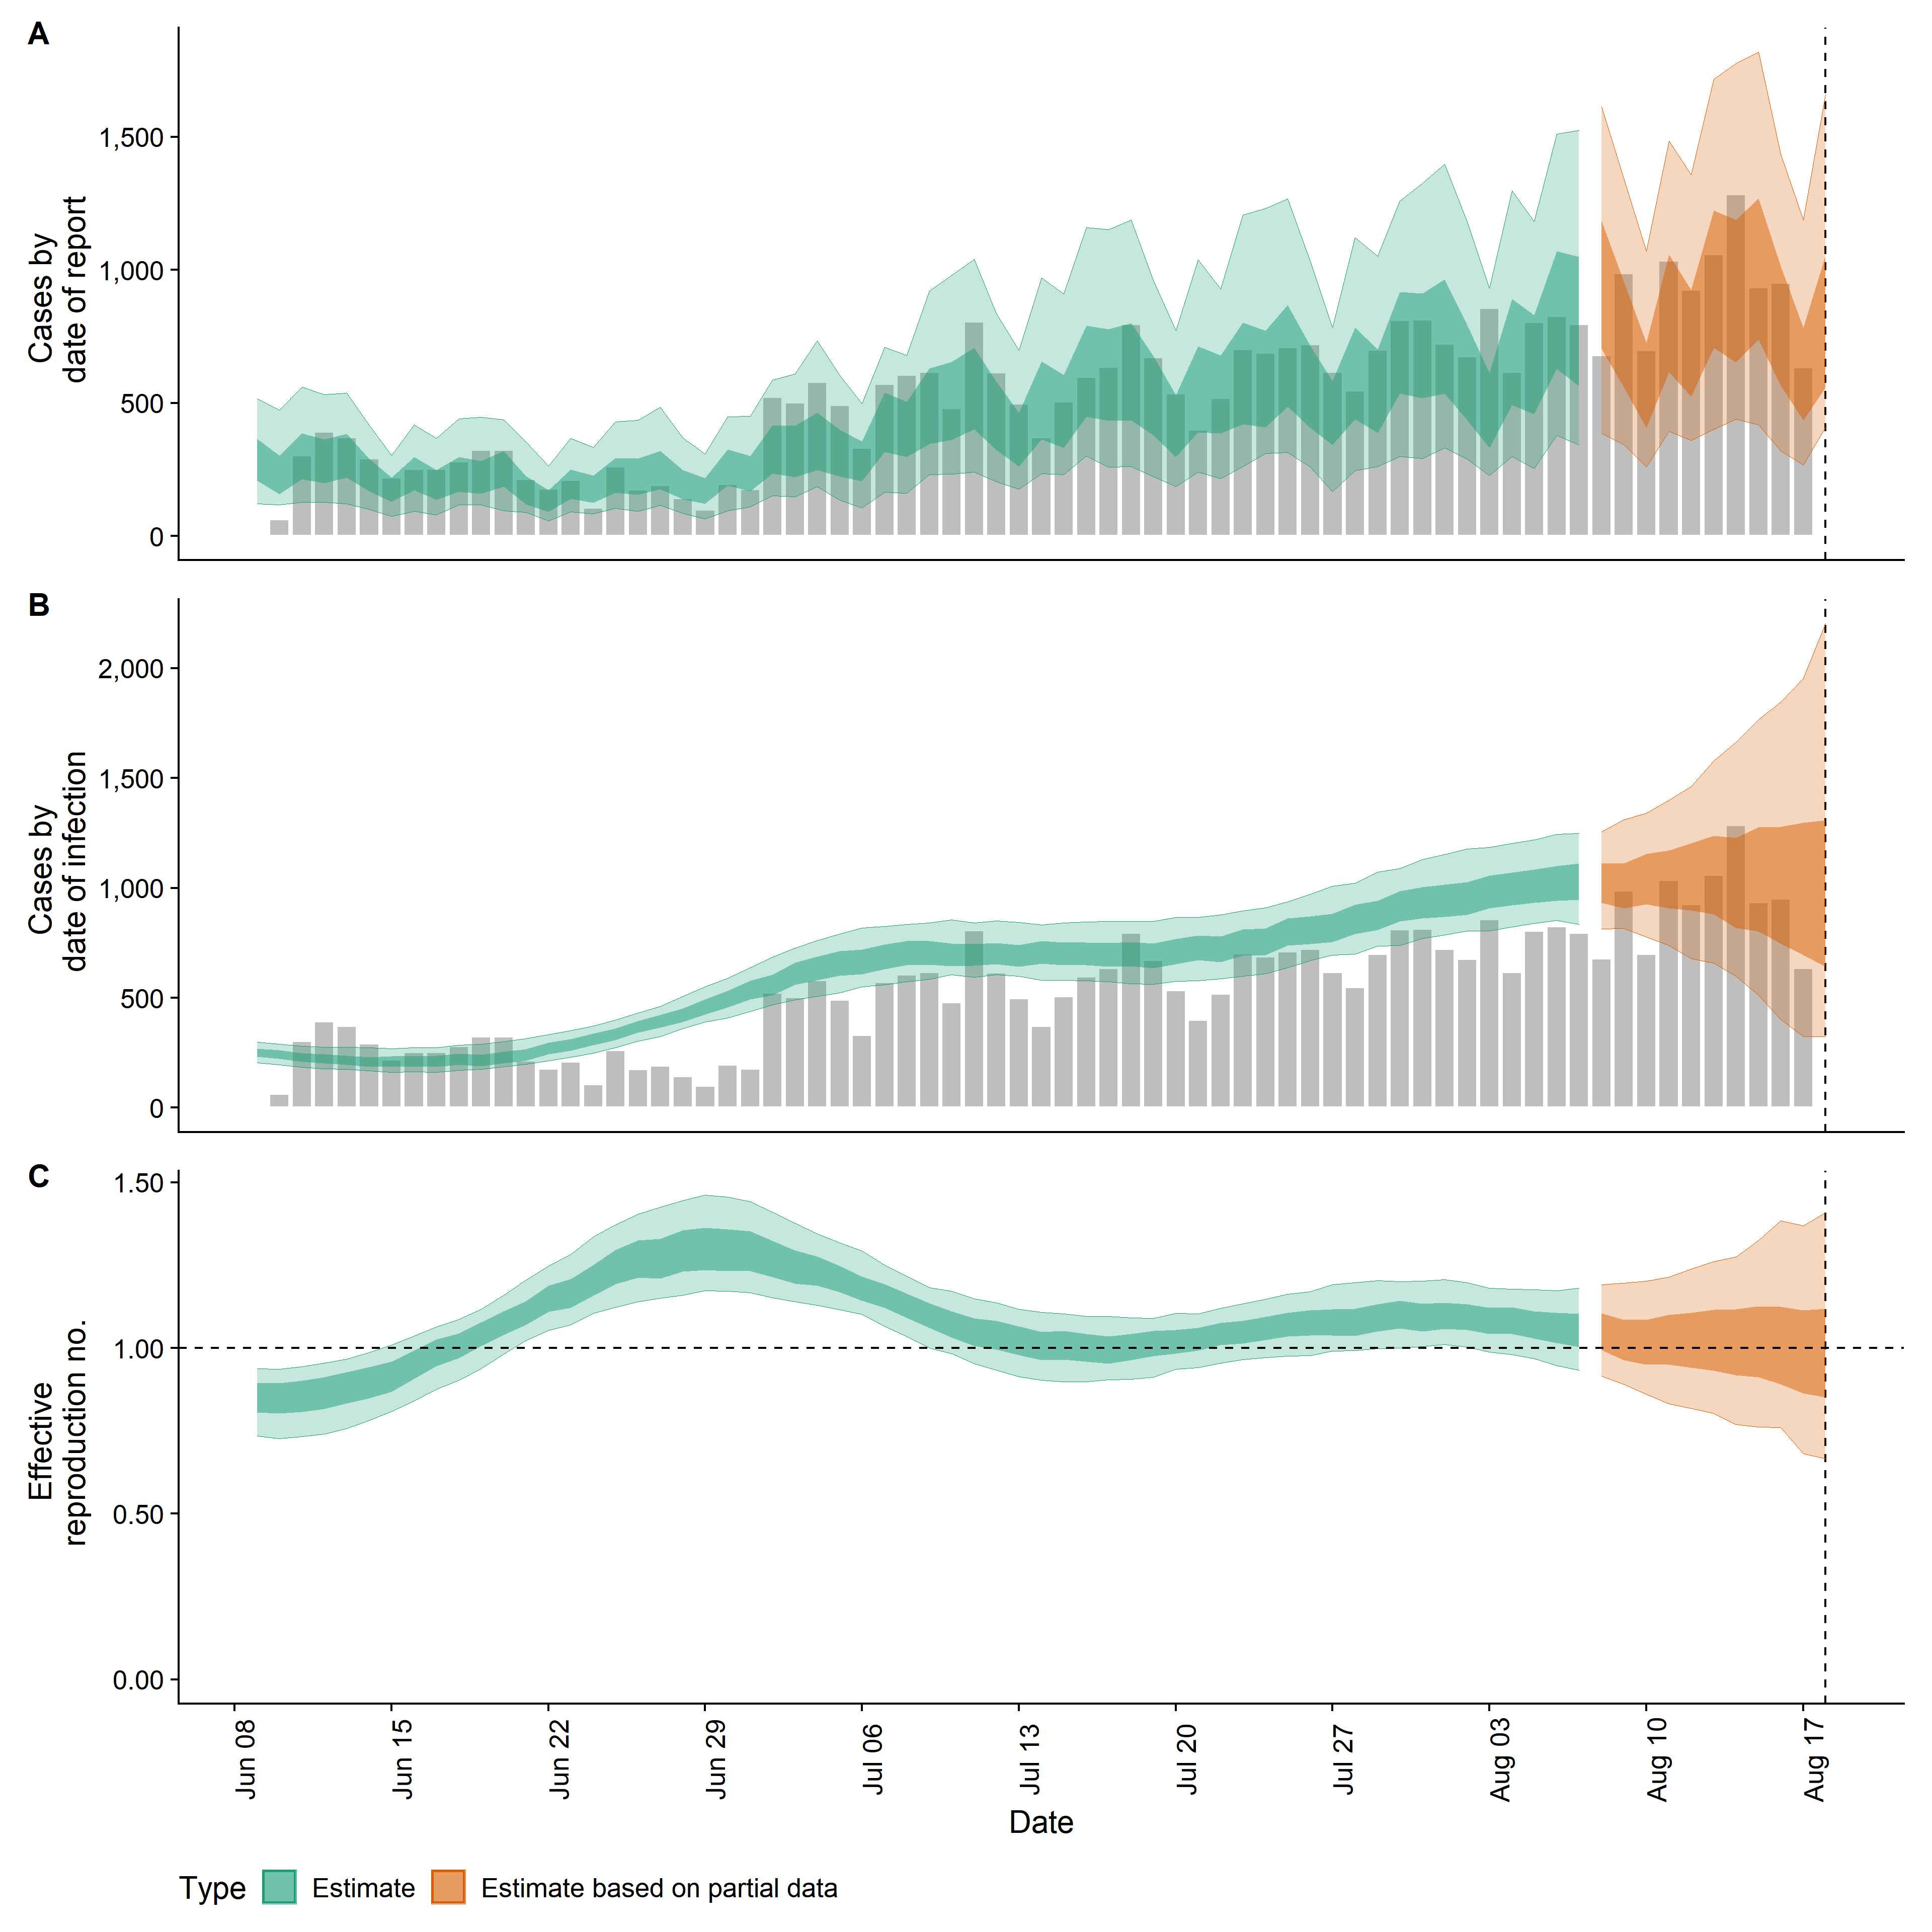 A
Cases by
date of report
1,500
1,000
500
0
B
Cases by
date of infection
2,000
1,500
1,000
500
0
C
Effective
reproduction no.
1.50
1.00
0.50
0.00
Jun 08
Jun 15
Jun 22
Jun 29
Jul 06
Jul 13
Jul 20
Jul 27
Aug 03
Aug 10
Aug 17
Date
Type
Estimate
Estimate based on partial data